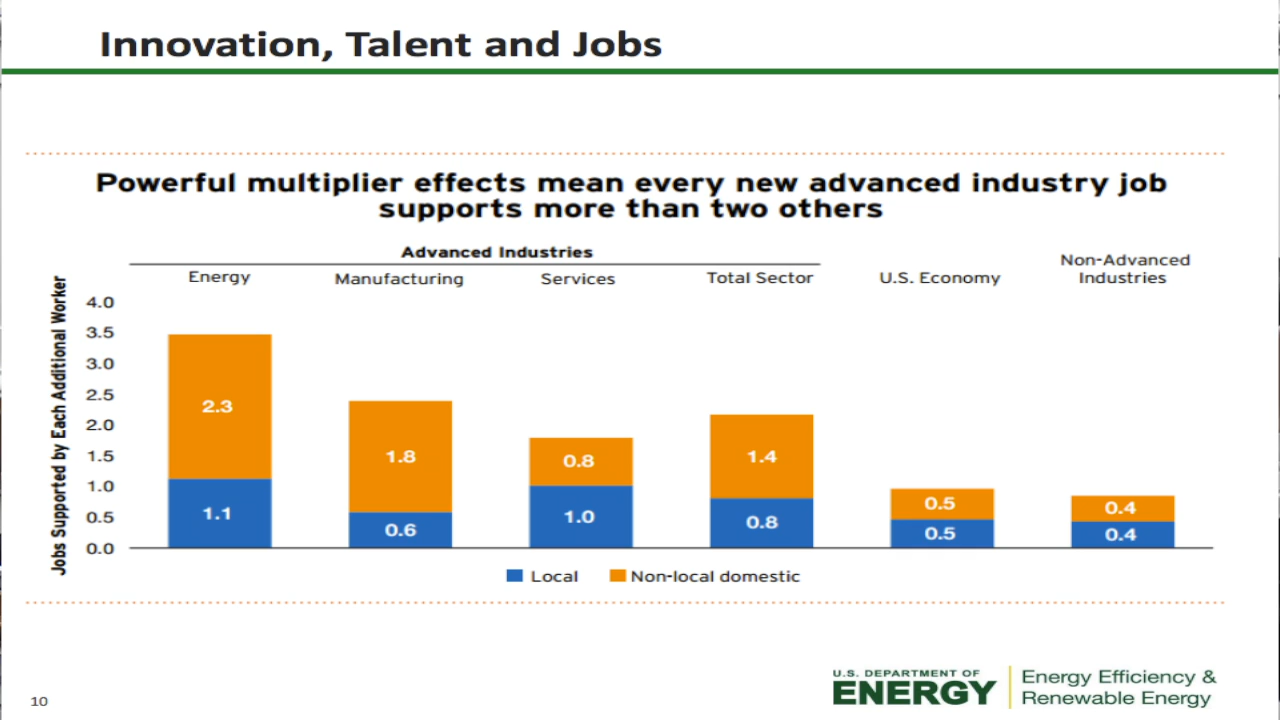 Innovation, Talent and Jobs
Powerful multiplier effects mean every new advanced industry job
supports more than two others
Advanced Industries
Energy
Manufacturing
Services
Total Sector
U.S. Economy
Non-Advanced
Industries
Jobs Supported by Each Additional Worker
4.0
3.5
3.0
2.5
2.0
1.5
1.0
0.5
0.0
2.3
1.1
1.8
0.6
0.8
1.0
1.4
0.8
0.5
0.5
0.4
0.4
Local
Non-local domestic
10
U.S. DEPARTMENT OF
ENERGY
Energy Efficiency &
Renewable Energy